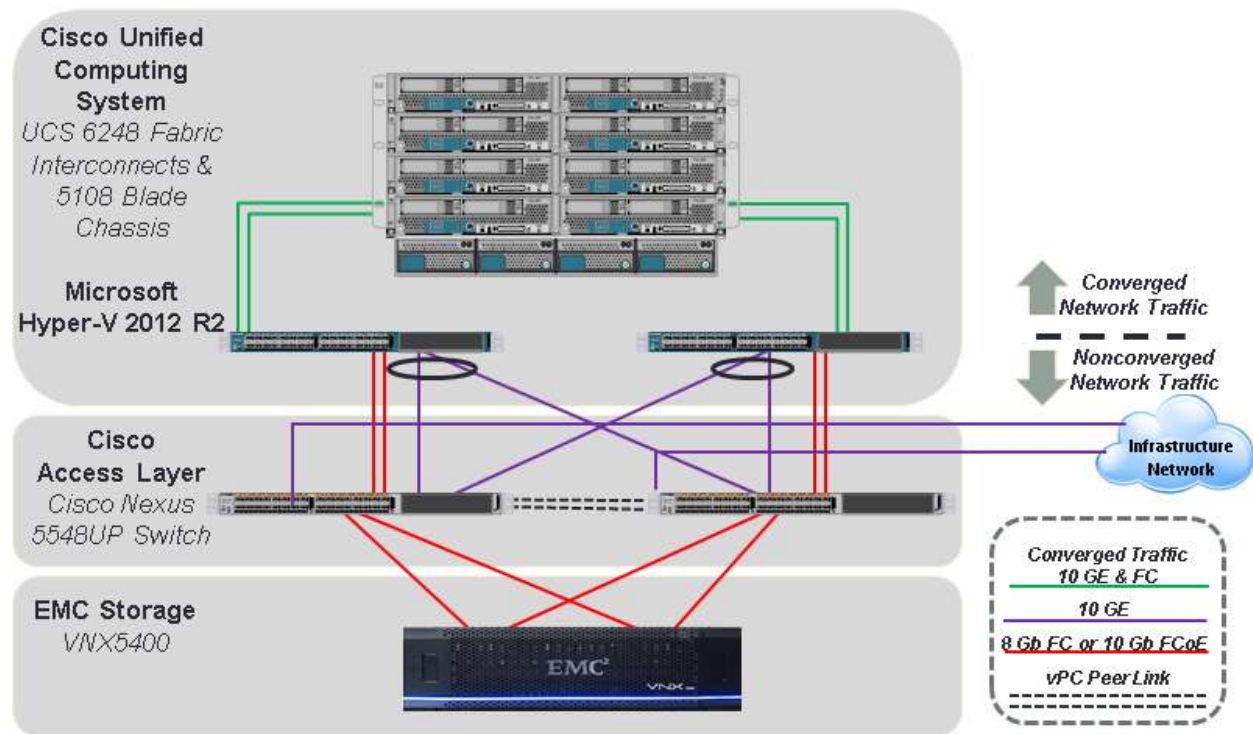 Cisco Unified
Computing
System
UCS 6248 Fabric
Interconnects &
5108 Blade
Chassis
Microsoft
Hyper-V 2012 R2
Converged
Network Traffic
Nonconverged
Network Traffic
Infrastructure
Network
Cisco
Access Layer
Cisco Nexus
5548UP Switch
EMC Storage
VNX5400
EMC²
VNX
Converged Traffic
10 GE & FC
10 GE
8 Gb FC or 10 Gb FCoE
vPC Peer Link